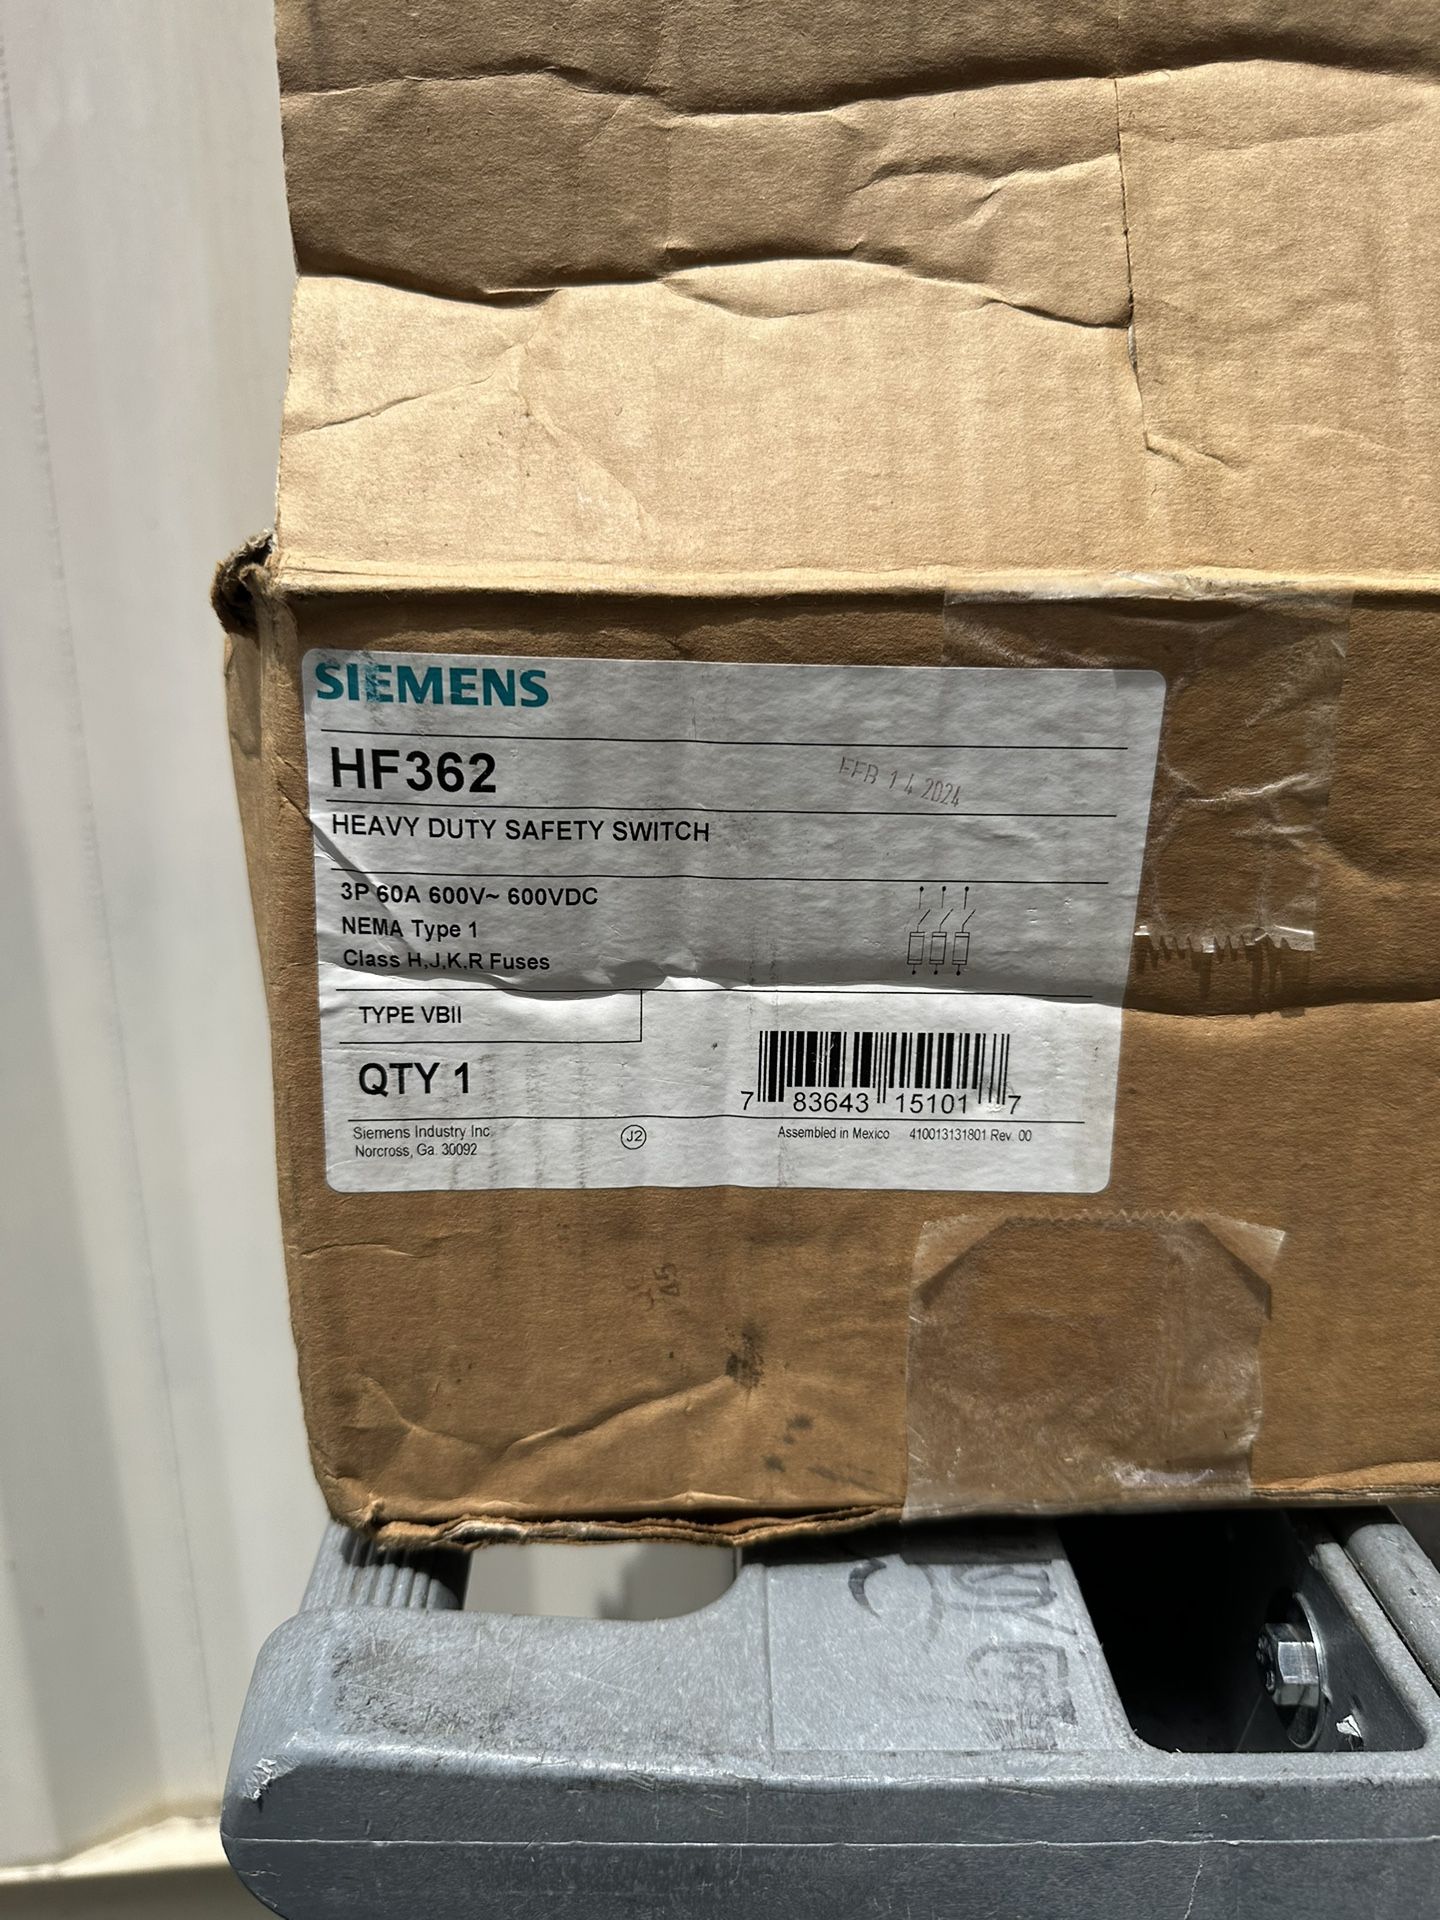 SIEMENS
HF362
FEB 14 2024
HEAVY DUTY SAFETY SWITCH
3P 60A 600V~ 600VDC
NEMA Type 1
Class H,J,K,R Fuses
TYPE VBII
QTY 1
7 83643 15101 7
Siemens Industry Inc.
Norcross, Ga. 30092
J2
Assembled in Mexico 410013131801 Rev. 00